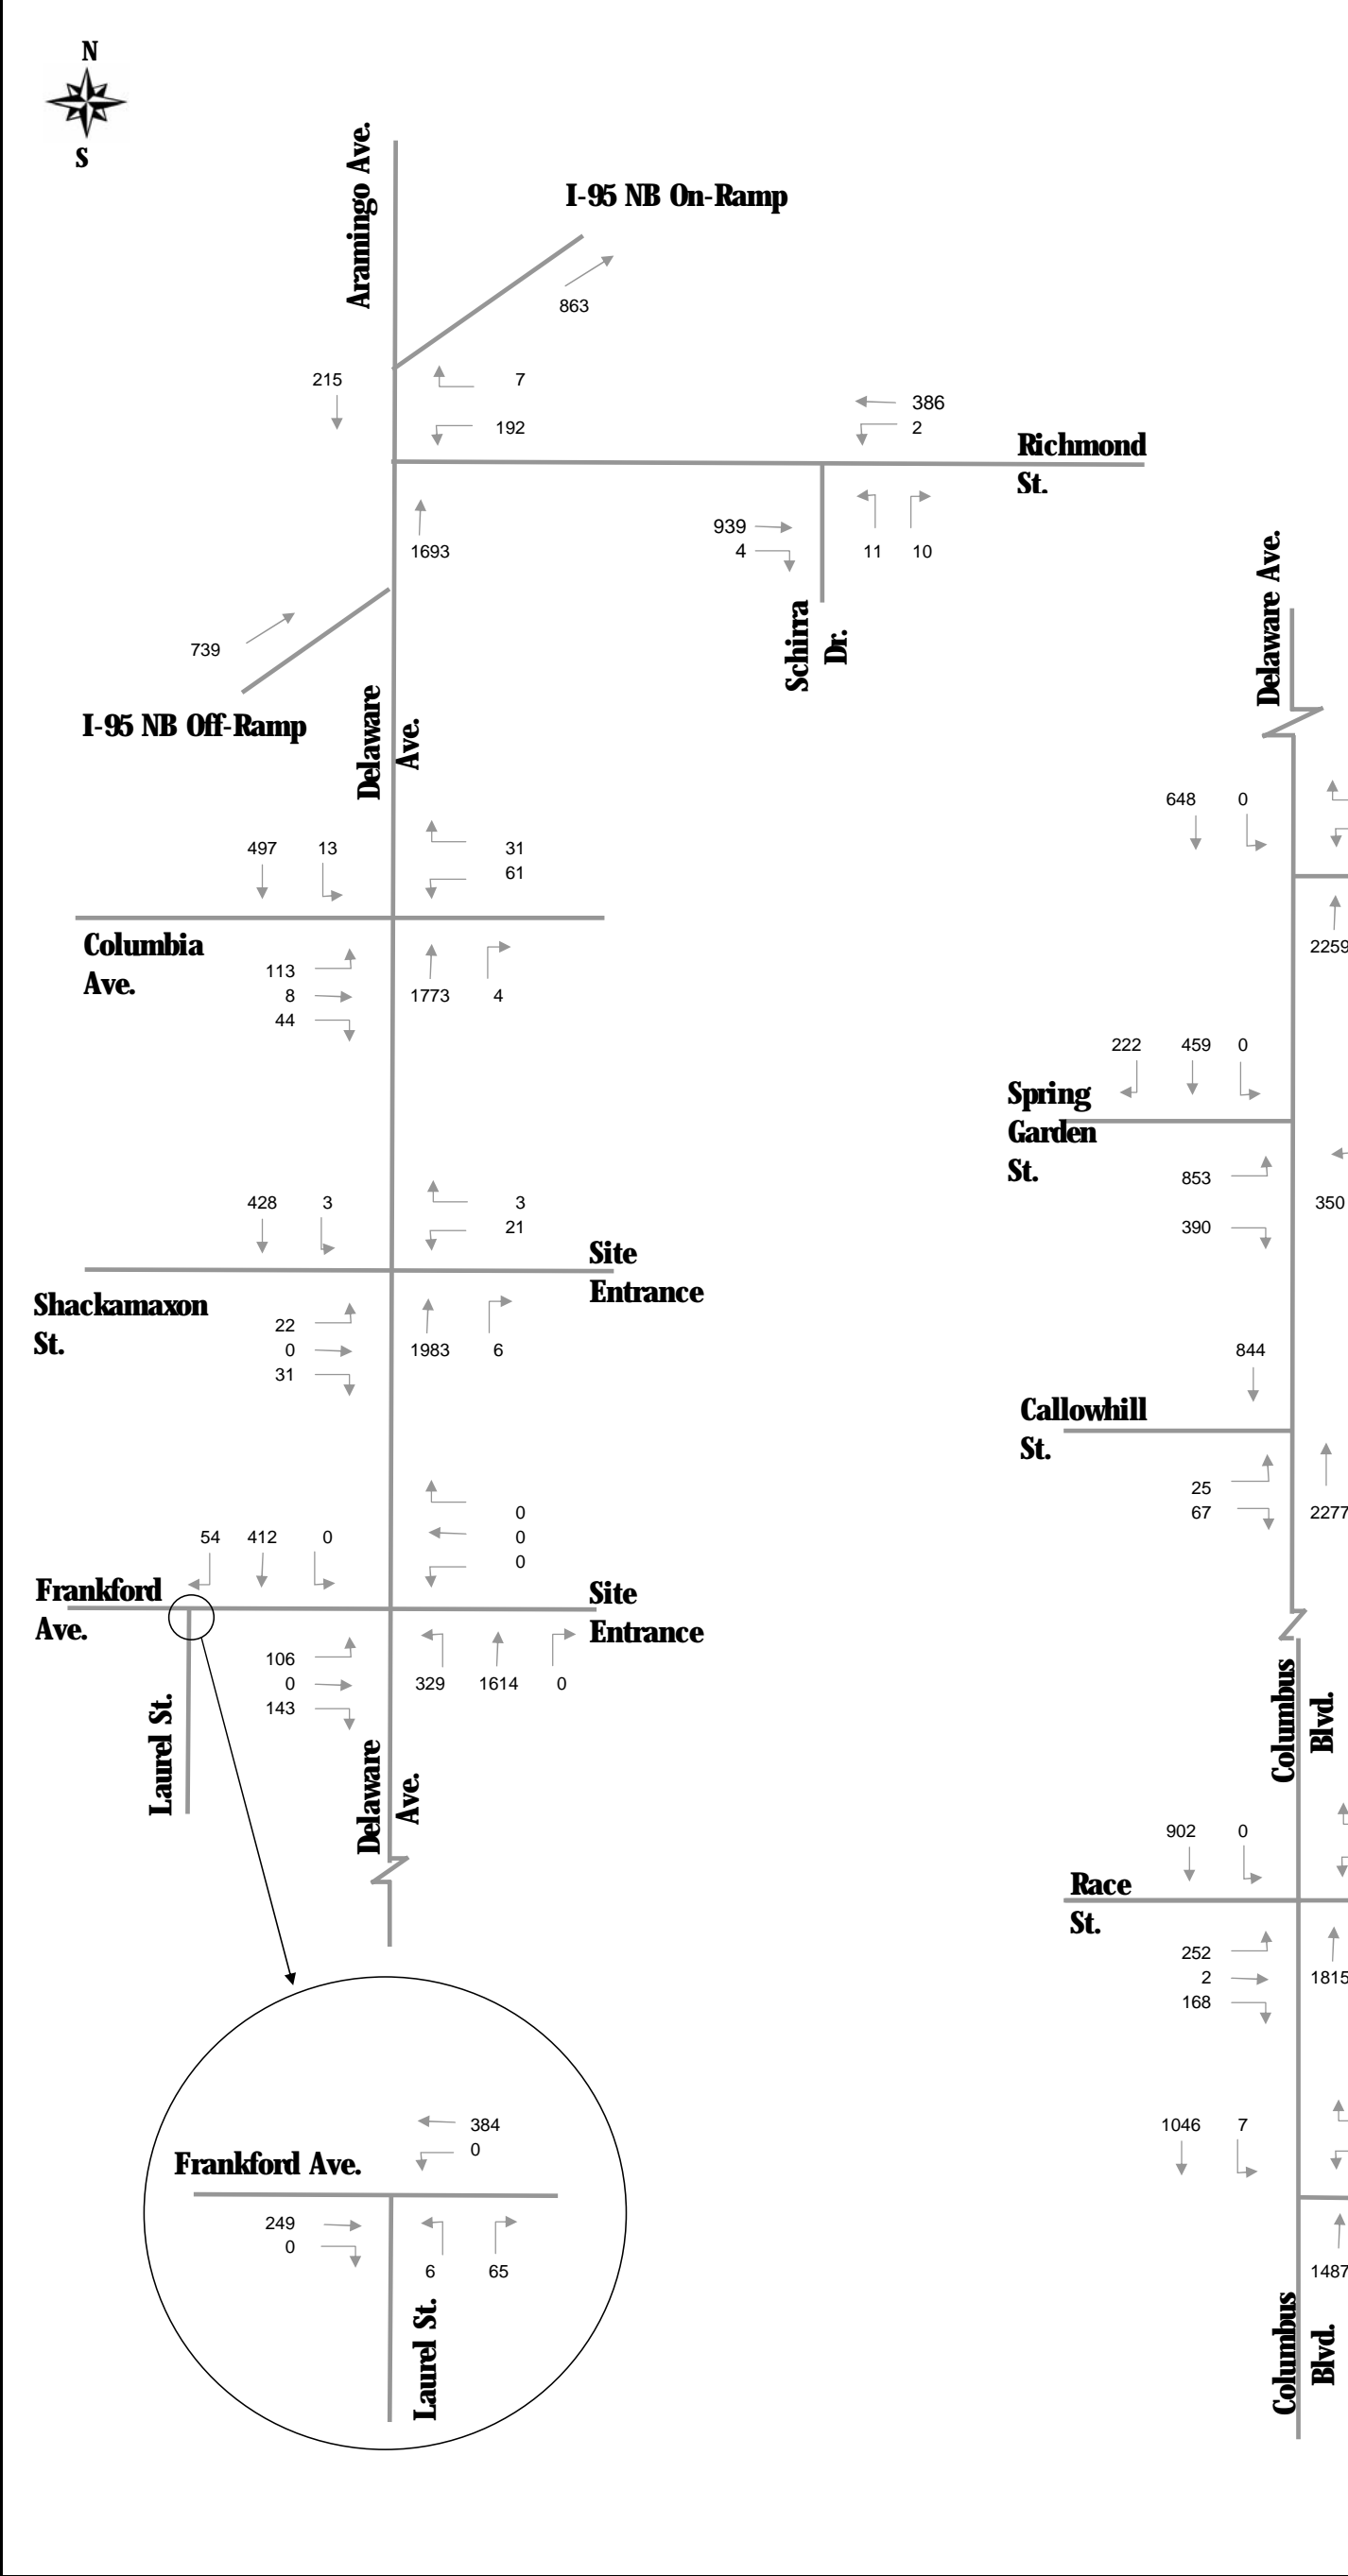 N
S
Aramingo Ave.
I-95 NB On-Ramp
863
215
7
192
386
2
Richmond
St.
1693
939
4
11 10
Schirra
Dr.
739
I-95 NB Off-Ramp
Delaware
Ave.
497 13
31
61
Columbia
Ave.
113
8
44
1773 4
428 3
3
21
Site
Entrance
Shackamaxon
St.
22
0
31
1983 6
54 412 0
0
0
0
Frankford
Ave.
Site
Entrance
106
0
143
329 1614 0
Laurel St.
Delaware
Ave.
384
0
Frankford Ave.
249
0
6 65
Laurel St.
Delaware Ave.
648 0
2259
222 459 0
Spring
Garden
St.
853
390
350
844
Callowhill
St.
25
67
2277
Columbus
Blvd.
902 0
Race
St.
252
2
168
1815
1046 7
1487
Columbus
Blvd.